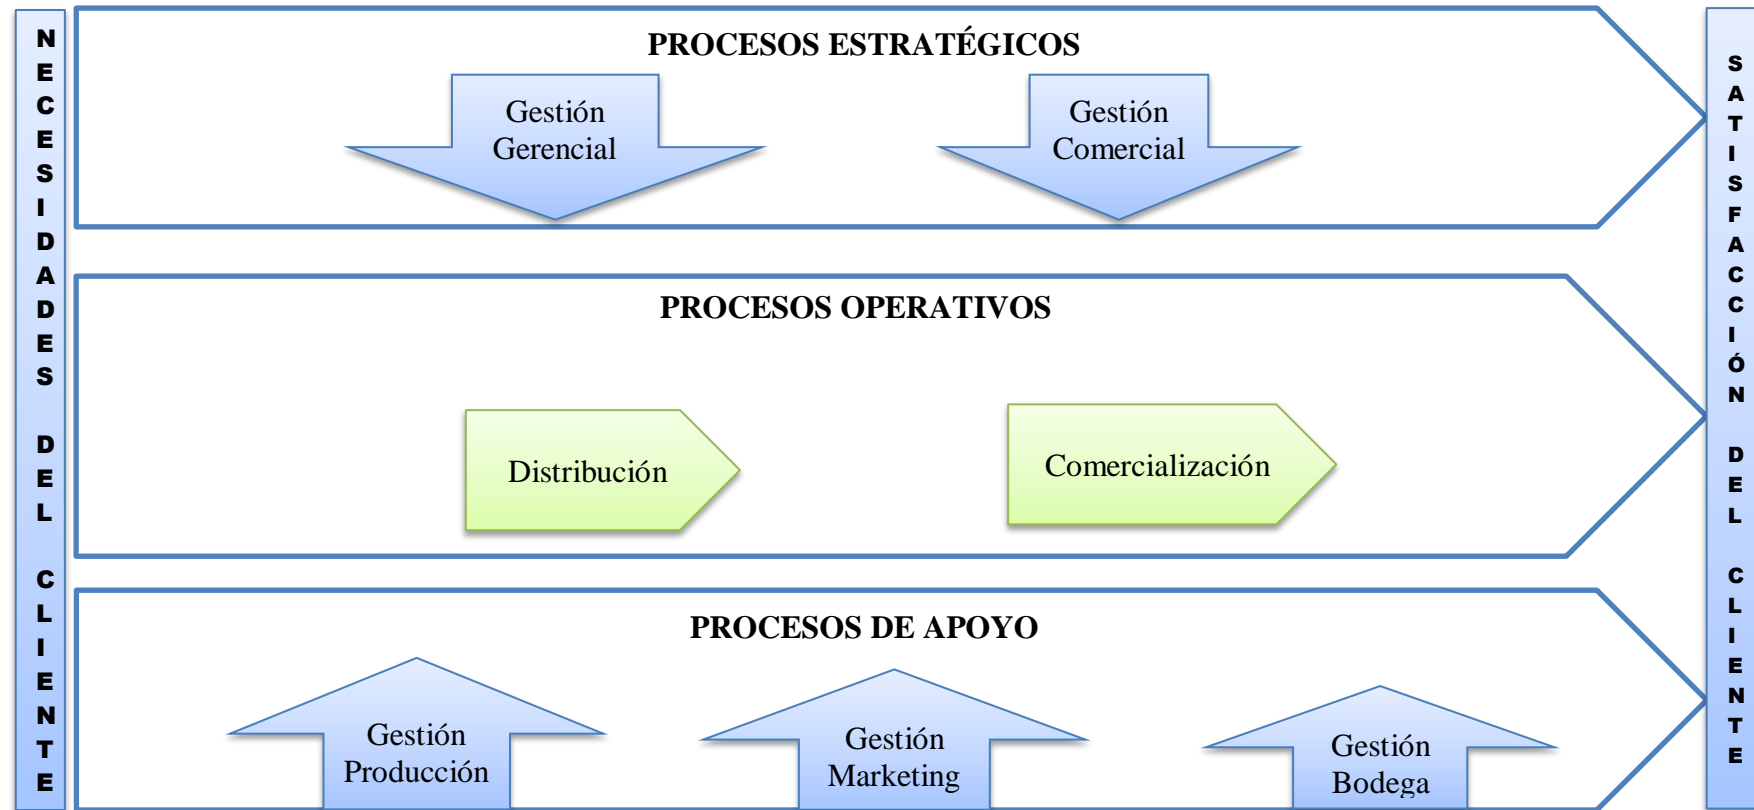 NECESIDADES DEL CLIENTE
PROCESOS ESTRATÉGICOS
Gestión
Gerencial
Gestión
Comercial
PROCESOS OPERATIVOS
Distribución
Comercialización
PROCESOS DE APOYO
Gestión
Producción
Gestión
Marketing
Gestión
Bodega
SATISFACCIÓN DEL CLIENTE